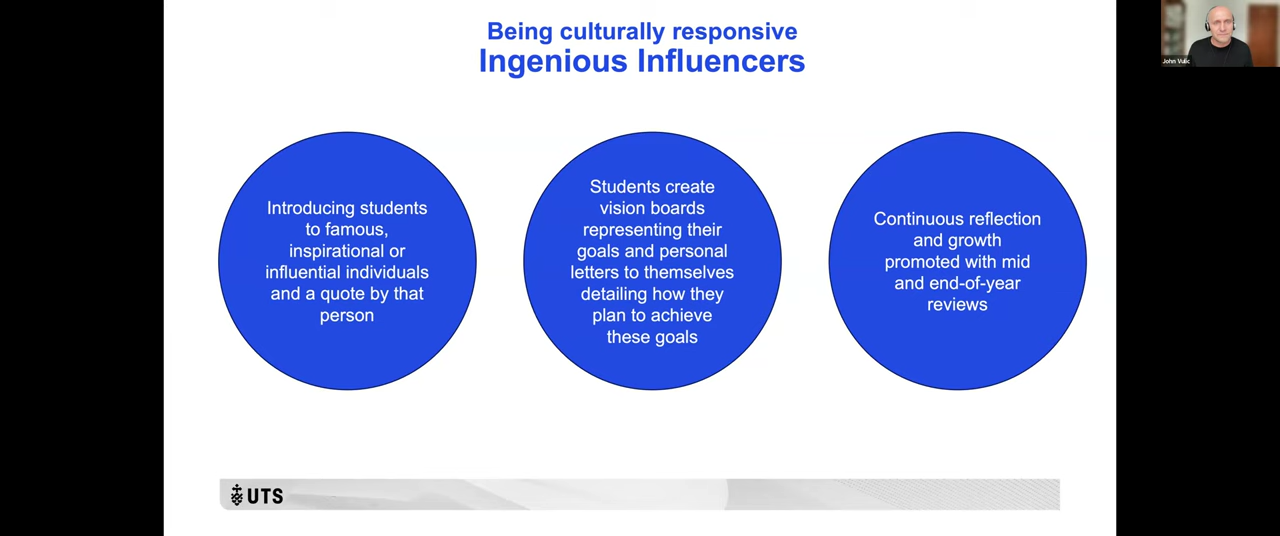 Being culturally responsive
Ingenious Influencers
John Vulic
Introducing students
to famous,
inspirational or
influential individuals
and a quote by that
person
Students create
vision boards
representing their
goals and personal
letters to themselves
detailing how they
plan to achieve
these goals
Continuous reflection
and growth
promoted with mid
and end-of-year
reviews
UTS